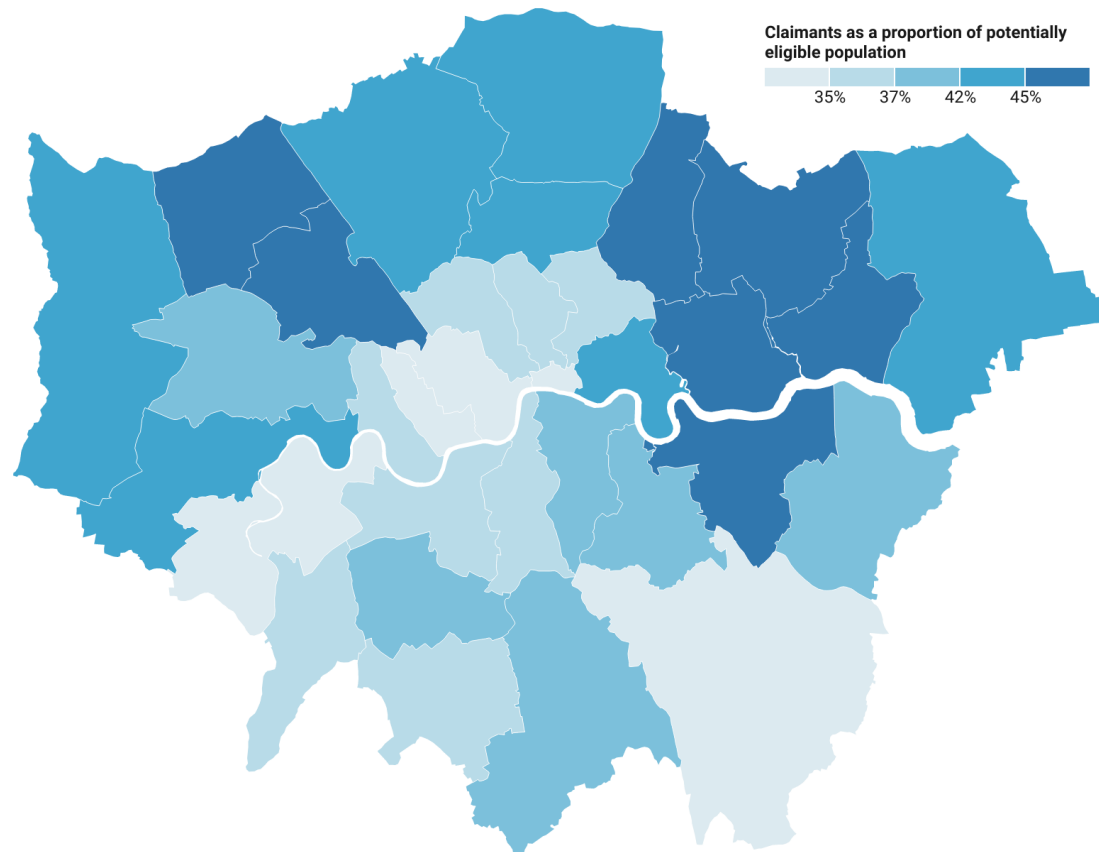 Claimants as a proportion of potentially
eligible population
35% 37% 42% 45%